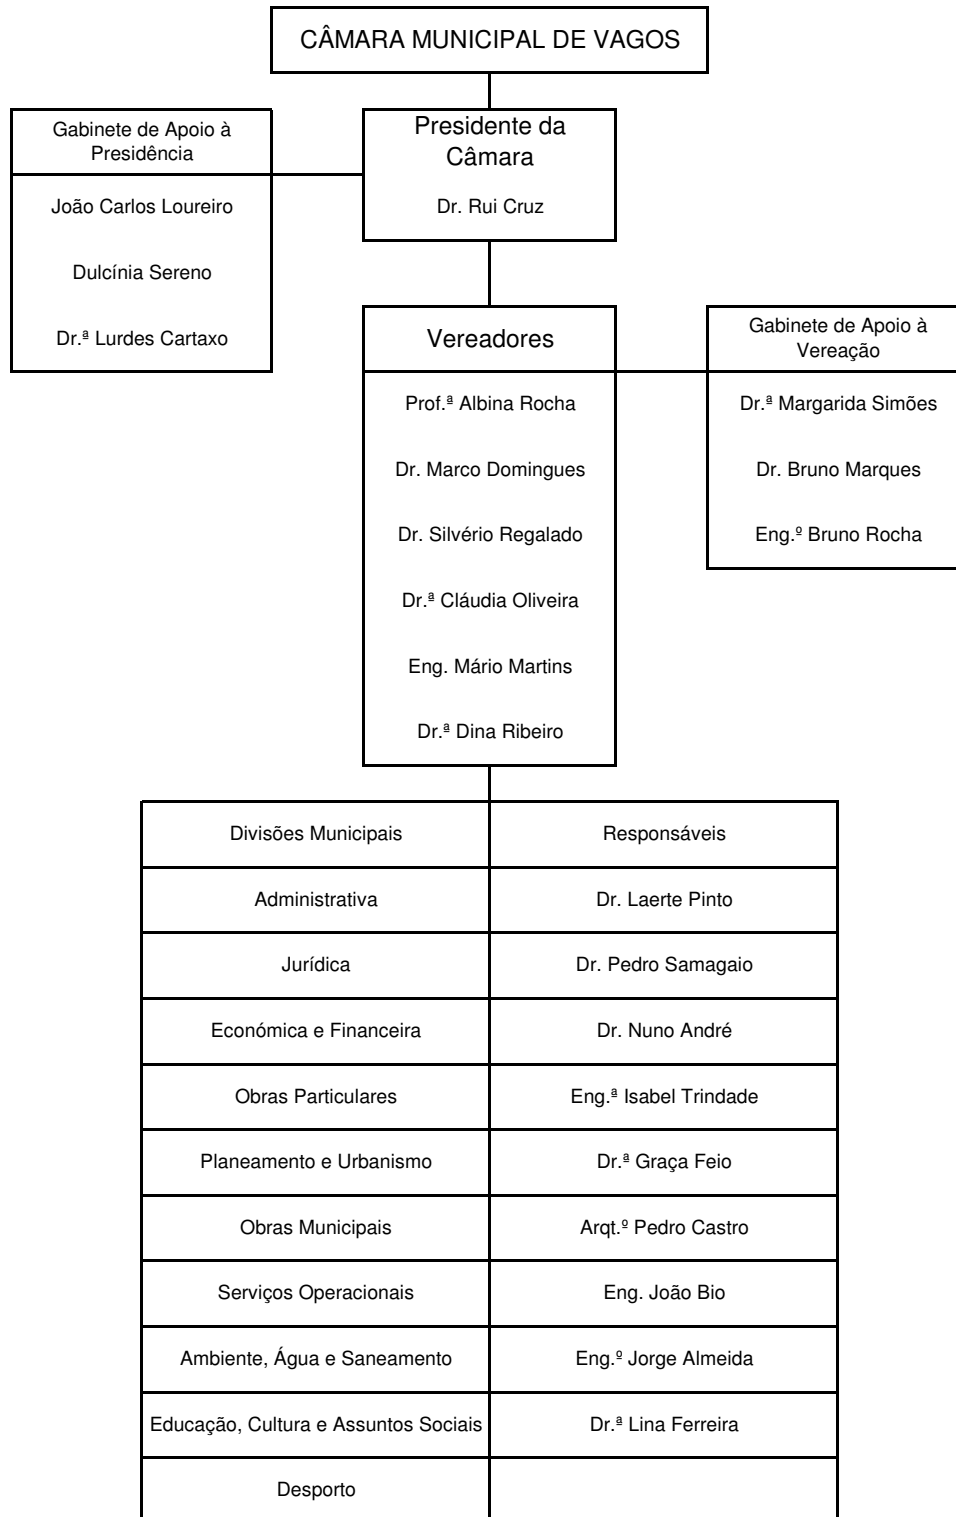 CÂMARA MUNICIPAL DE VAGOS
Gabinete de Apoio à
Presidência
João Carlos Loureiro
Dulcínia Sereno
Dr.ª Lurdes Cartaxo
Presidente da
Câmara
Dr. Rui Cruz
Vereadores
Prof.ª Albina Rocha
Dr. Marco Domingues
Dr. Silvério Regalado
Dr.ª Cláudia Oliveira
Eng. Mário Martins
Dr.ª Dina Ribeiro
Gabinete de Apoio à
Vereação
Dr.ª Margarida Simões
Dr. Bruno Marques
Eng.º Bruno Rocha
Divisões Municipais Responsáveis
Administrativa Dr. Laerte Pinto
Jurídica Dr. Pedro Samagaio
Económica e Financeira Dr. Nuno André
Obras Particulares Eng.ª Isabel Trindade
Planeamento e Urbanismo Dr.ª Graça Feio
Obras Municipais Arqt.º Pedro Castro
Serviços Operacionais Eng. João Bio
Ambiente, Água e Saneamento Eng.º Jorge Almeida
Educação, Cultura e Assuntos Sociais Dr.ª Lina Ferreira
Desporto